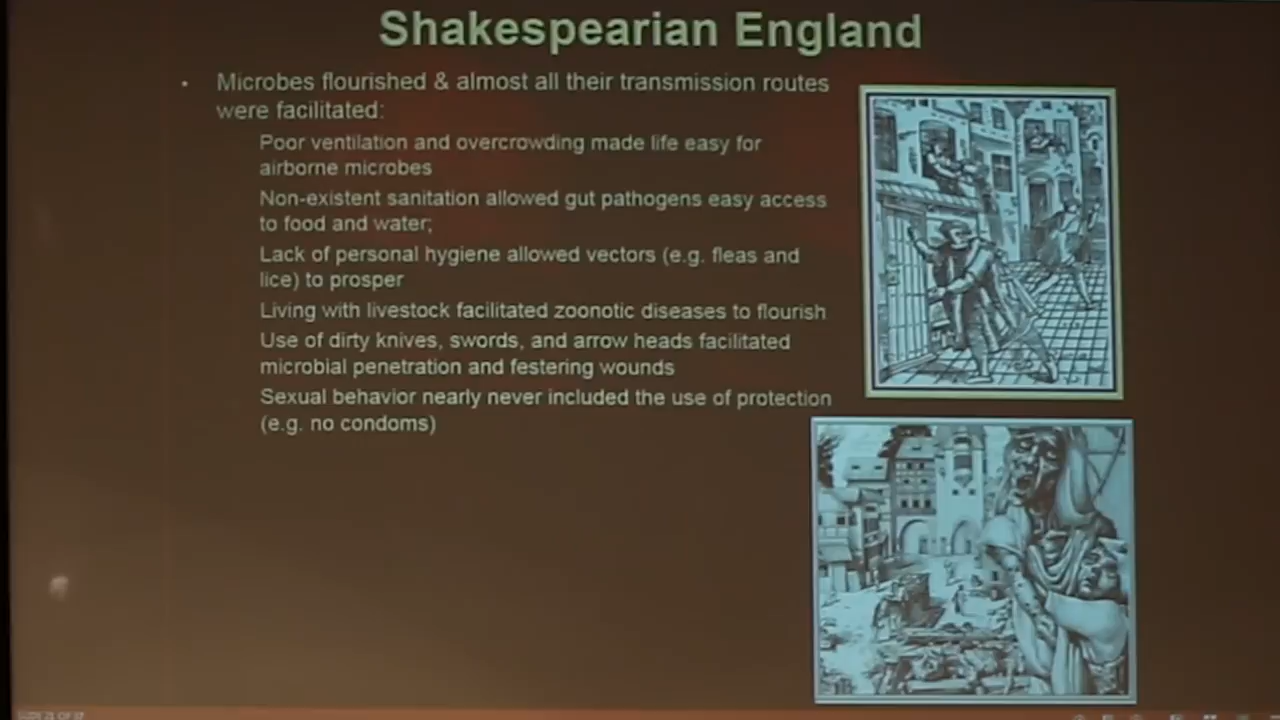 Shakespearian England
• Microbes flourished & almost all their transmission routes
were facilitated:
Poor ventilation and overcrowding made life easy for
airborne microbes
Non-existent sanitation allowed gut pathogens easy access
to food and water;
Lack of personal hygiene allowed vectors (e.g. fleas and
lice) to prosper
Living with livestock facilitated zoonotic diseases to flourish
Use of dirty knives, swords, and arrow heads facilitated
microbial penetration and festering wounds
Sexual behavior nearly never included the use of protection
(e.g. no condoms)